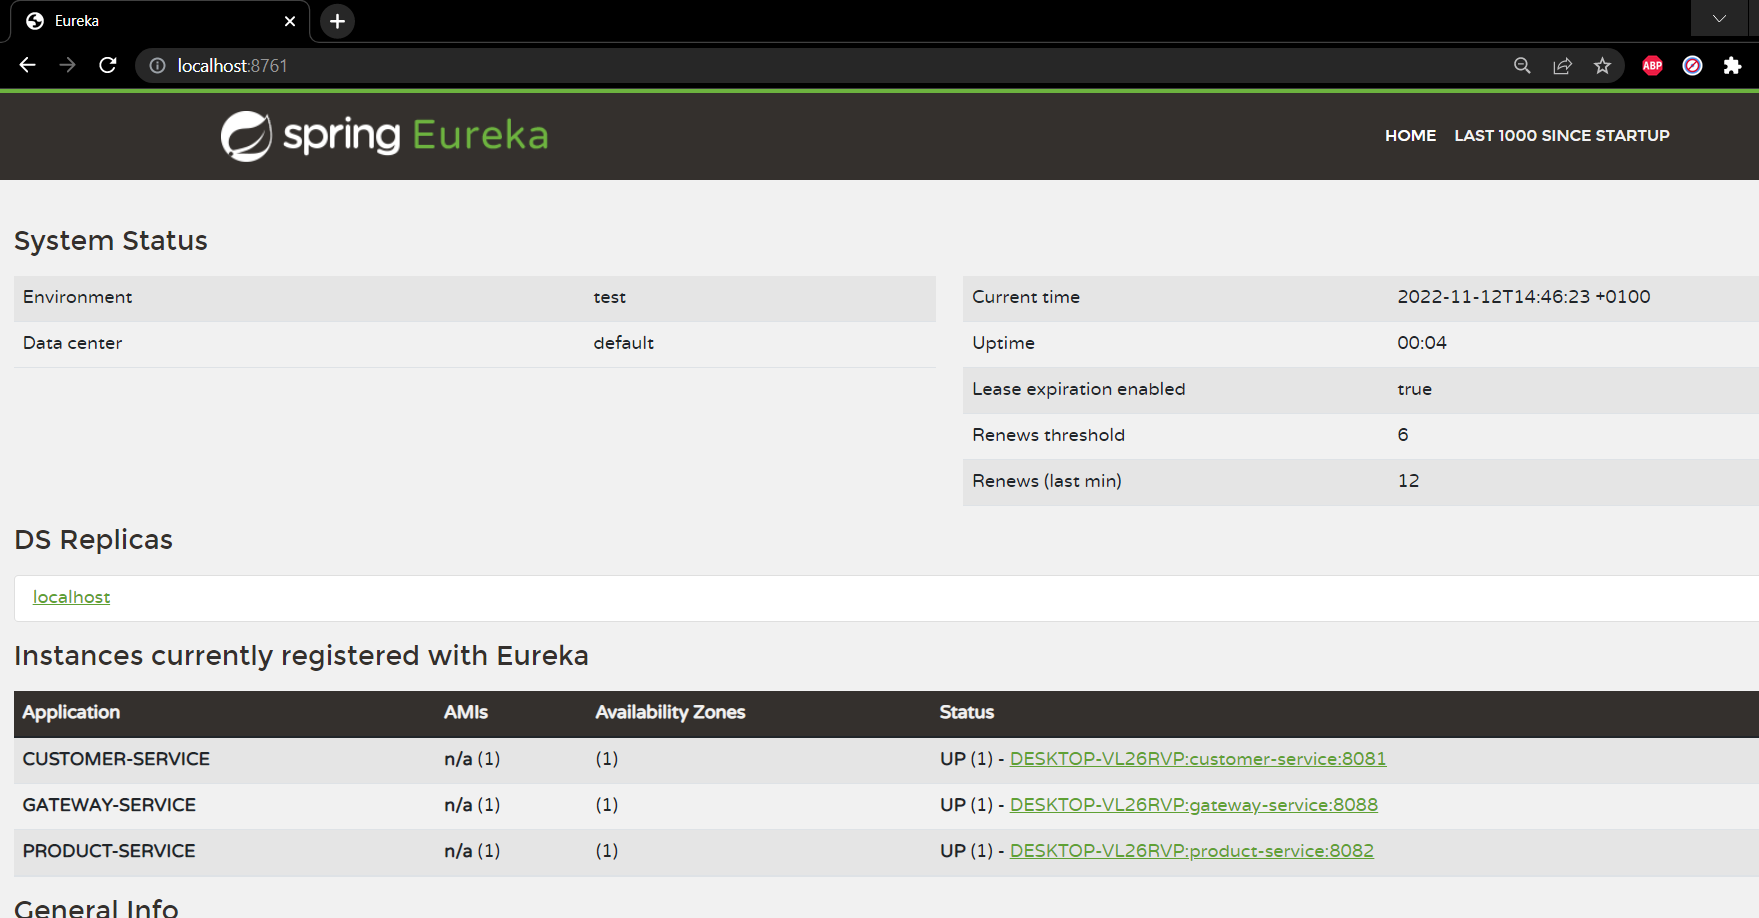 Eureka
localhost:8761
ABP
spring Eureka
HOME LAST 1000 SINCE STARTUP
System Status
Environment test
Data center default
Current time 2022-11-12T14:46:23 +0100
Uptime 00:04
Lease expiration enabled true
Renews threshold 6
Renews (last min) 12
DS Replicas
localhost
Instances currently registered with Eureka
Application AMIs Availability Zones Status
CUSTOMER-SERVICE n/a (1) (1) UP (1) - DESKTOP-VL26RVP:customer-service:8081
GATEWAY-SERVICE n/a (1) (1) UP (1) - DESKTOP-VL26RVP:gateway-service:8088
PRODUCT-SERVICE n/a (1) (1) UP (1) - DESKTOP-VL26RVP:product-service:8082
General Info